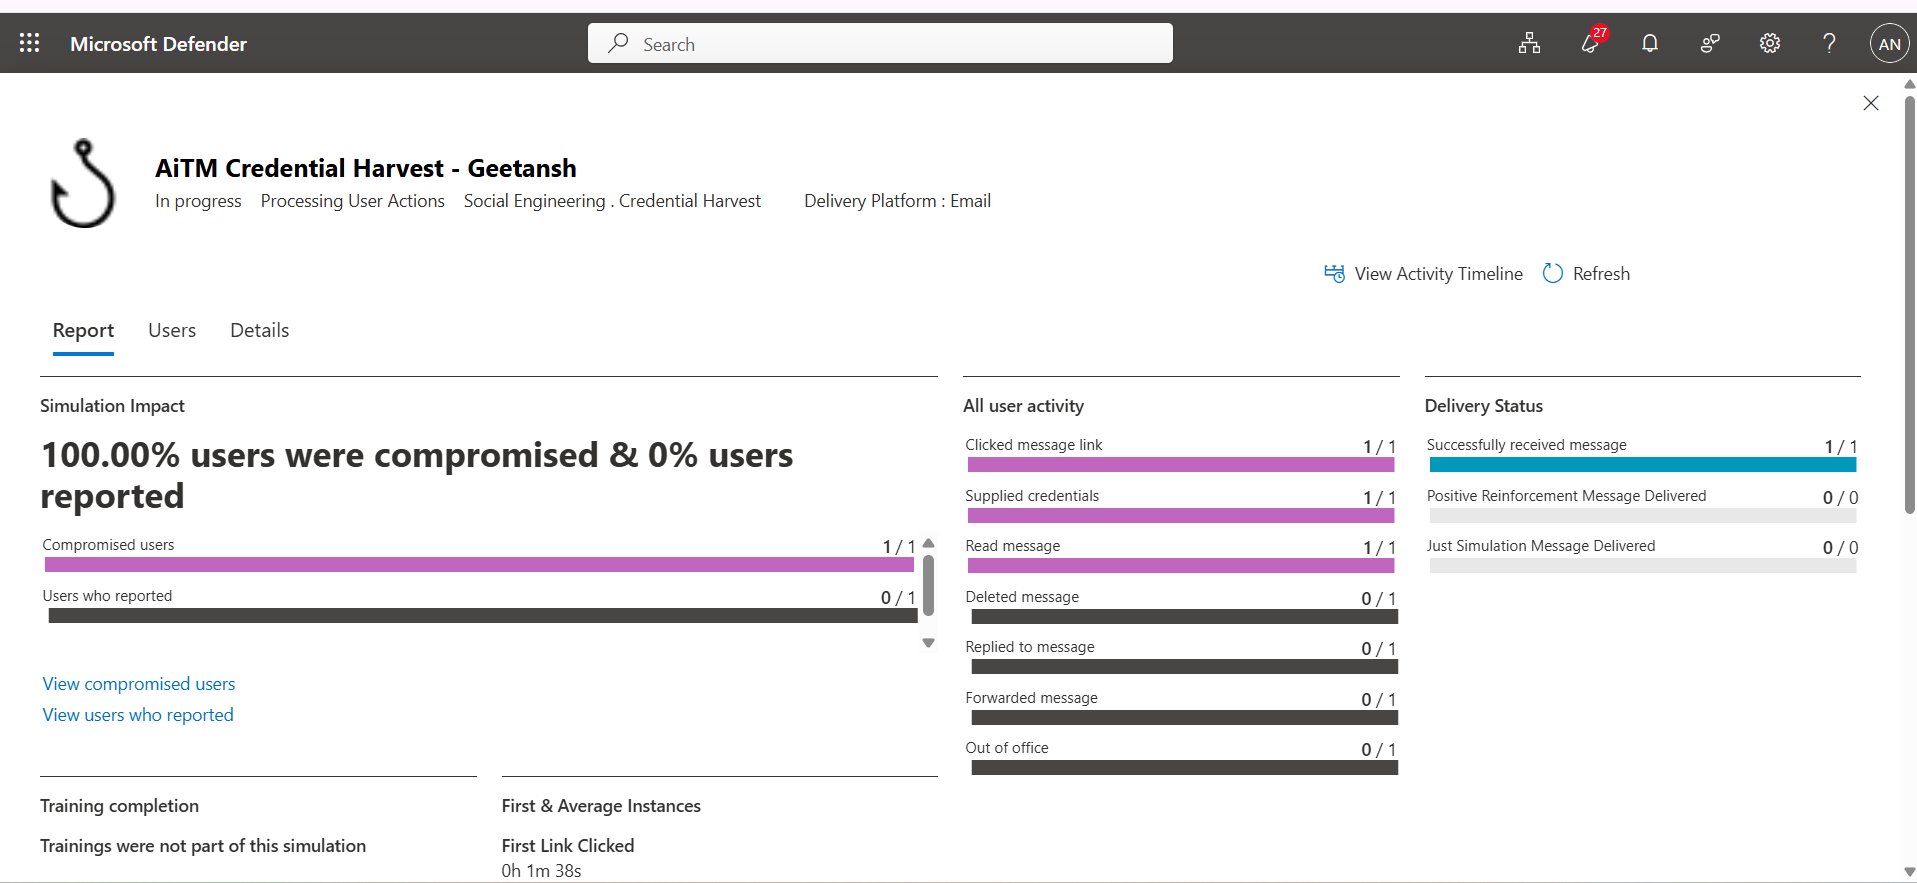 Microsoft Defender
Search
27
AN
AiTM Credential Harvest - Geetansh
In progress Processing User Actions Social Engineering . Credential Harvest Delivery Platform : Email
View Activity Timeline Refresh
Report Users Details
Simulation Impact
100.00% users were compromised & 0% users
reported
Compromised users 1 / 1
Users who reported 0 / 1
View compromised users
View users who reported
All user activity
Clicked message link 1 / 1
Supplied credentials 1 / 1
Read message 1 / 1
Deleted message 0 / 1
Replied to message 0 / 1
Forwarded message 0 / 1
Out of office 0 / 1
Delivery Status
Successfully received message 1 / 1
Positive Reinforcement Message Delivered 0 / 0
Just Simulation Message Delivered 0 / 0
Training completion
Trainings were not part of this simulation
First & Average Instances
First Link Clicked
0h 1m 38s